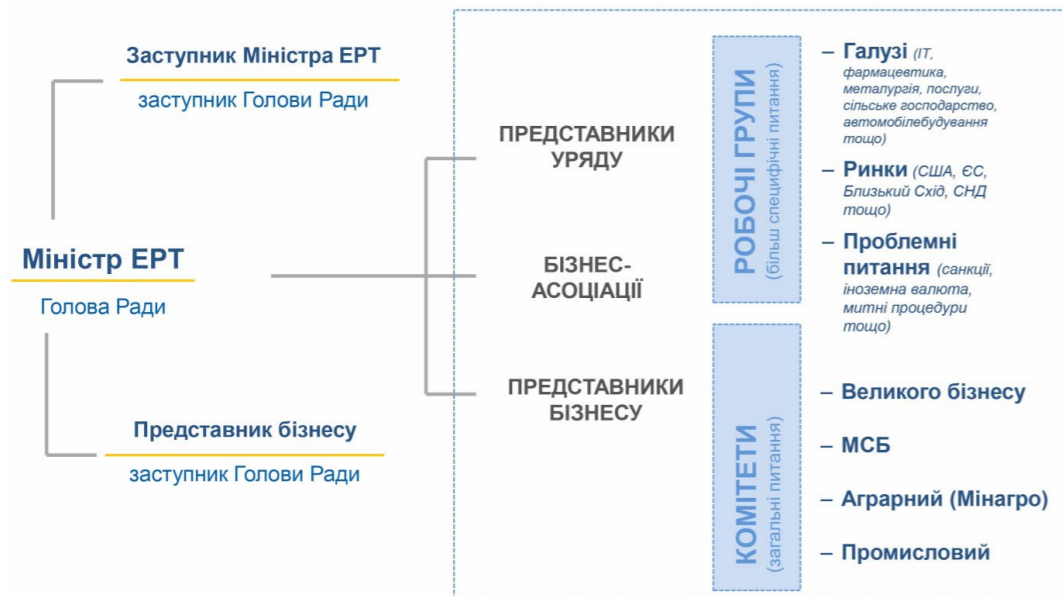 Заступник Міністра ЕРТ
заступник Голови Ради
Міністр ЕРТ
Голова Ради
Представник бізнесу
заступник Голови Ради
ПРЕДСТАВНИКИ
УРЯДУ
БІЗНЕС-
АСОЦІАЦІЇ
ПРЕДСТАВНИКИ
БІЗНЕСУ
РОБОЧІ ГРУПИ
(більш специфічні питання)
– Галузі (ІТ,
фармацевтика,
металургія, послуги,
сільське господарство,
автомобілебудування
тощо)
– Ринки (США, ЄС,
Близький Схід, СНД
тощо)
– Проблемні
питання (санкції,
іноземна валюта,
митні процедури
тощо)
КОМІТЕТИ
(загальні питання)
– Великого бізнесу
– МСБ
– Аграрний (Мінагро)
– Промисловий